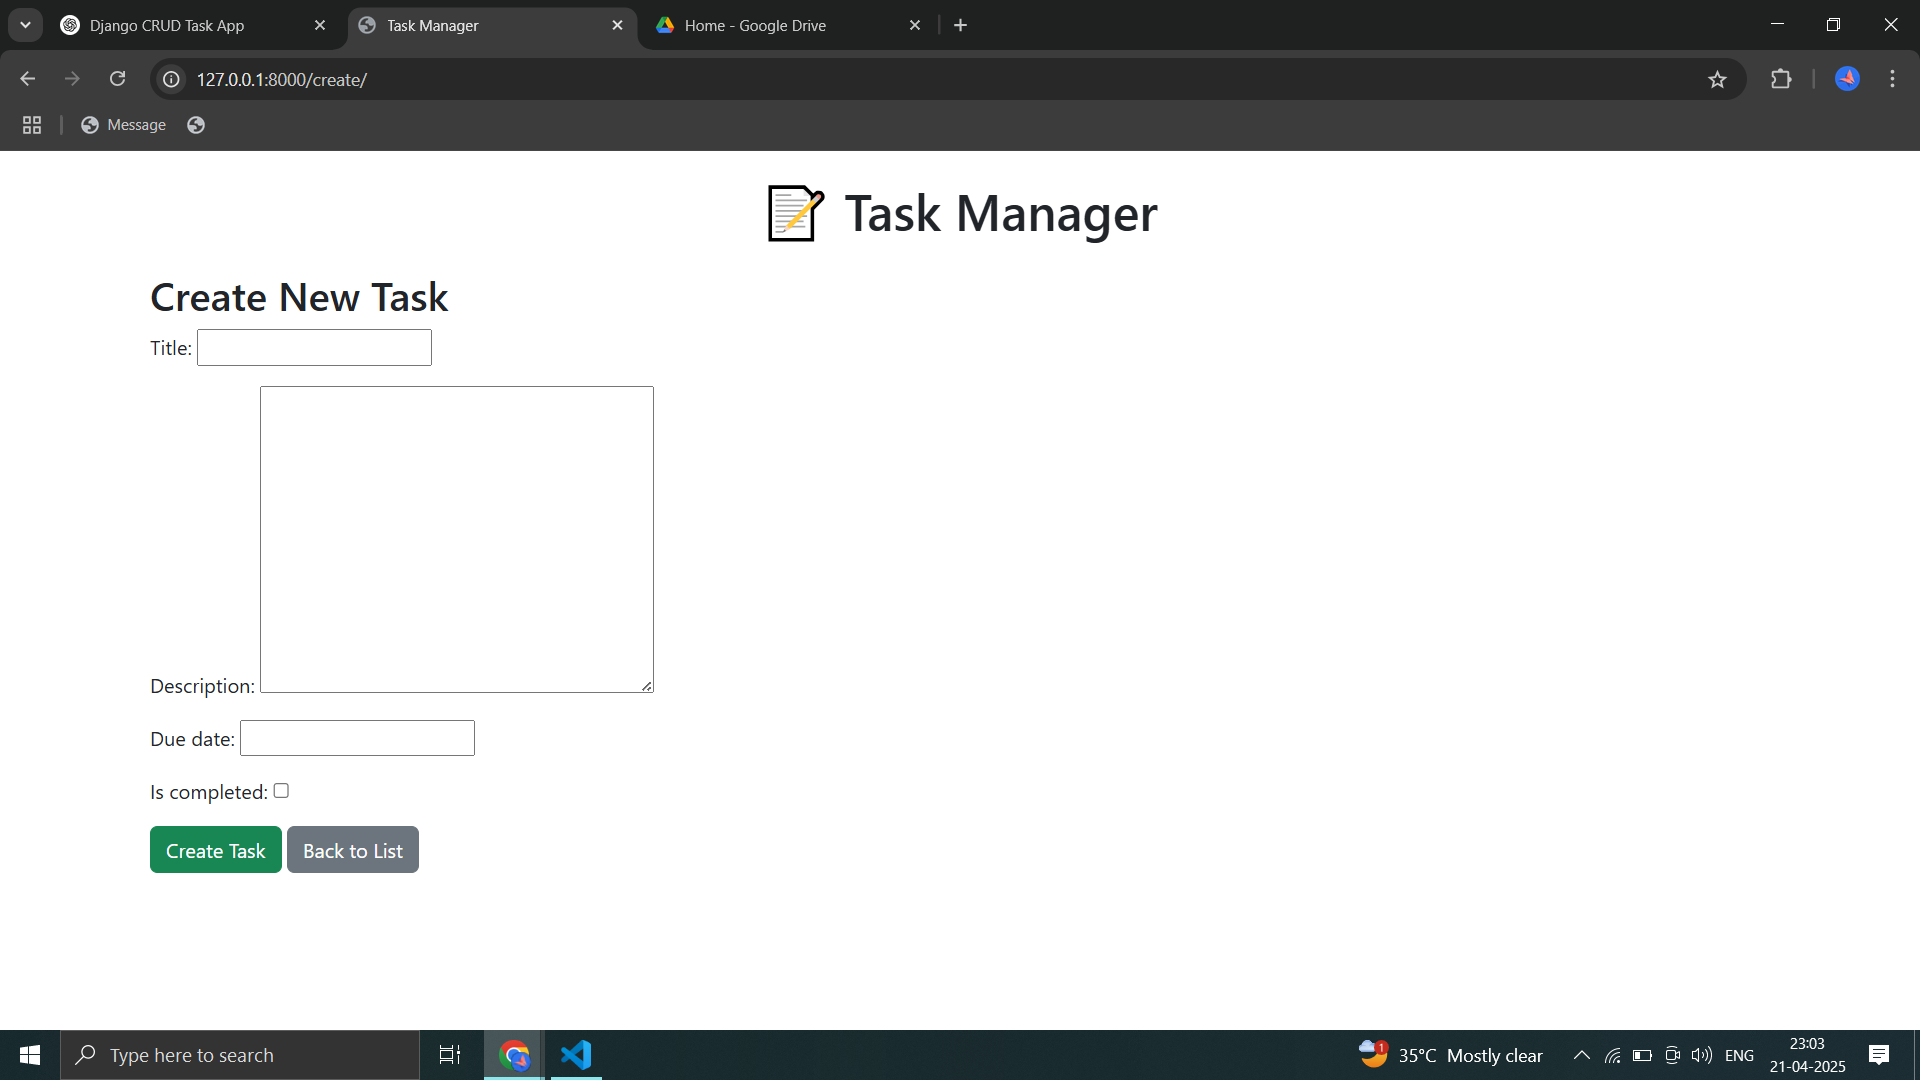 Django CRUD Task App
Task Manager
Home - Google Drive
127.0.0.1:8000/create/
Message
Task Manager
Create New Task
Title:
Description:
Due date:
Is completed:
Create Task
Back to List
Type here to search
1
35°C Mostly clear
ENG
23:03
21-04-2025